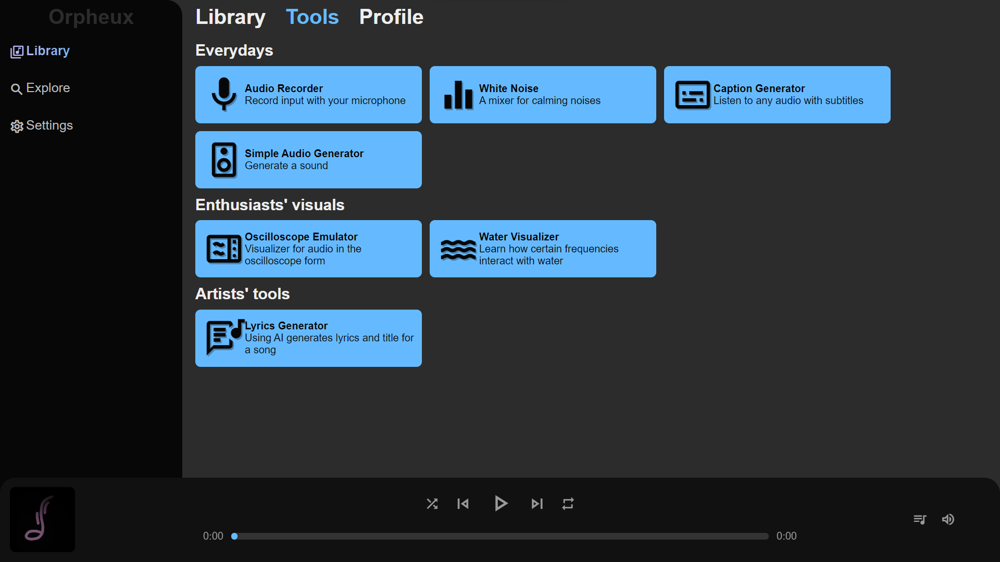 Orpheux
Library
Explore
Settings
Library Tools Profile
Everydays
Audio Recorder
Record input with your microphone
White Noise
A mixer for calming noises
Caption Generator
Listen to any audio with subtitles
Simple Audio Generator
Generate a sound
Enthusiasts' visuals
Oscilloscope Emulator
Visualizer for audio in the
oscilloscope form
Water Visualizer
Learn how certain frequencies
interact with water
Artists' tools
Lyrics Generator
Using AI generates lyrics and title for
a song
0:00
0:00